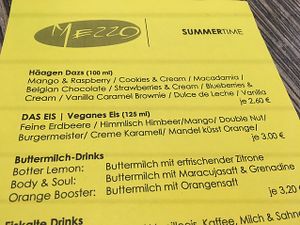 MEZZO
SUMMERTIME
Häagen Dazs (100 ml)
Mango & Raspberry / Cookies & Cream / Macadamia /
Belgian Chocolate / Strawberries & Cream / Blueberries &
Cream / Vanilla Caramel Brownie / Dulce de Leche / Vanilla
je 2,60 €
DAS EIS | Veganes Eis (125 ml)
Feine Erdbeere / Himmlisch Himbeer/Mango/ Double Nut/
Burgermeister/ Creme Karamell/ Mandel küsst Orange/
je 3,00 €
Buttermilch-Drinks
Botter Lemon: Buttermilch mit erfrischender Zitrone
Body & Soul: Buttermilch mit Maracujasaft & Grenadine
Orange Booster: Buttermilch mit Orangensaft
je 3,20 €
Eiskalte Drinks
Kaffee, Milch & Sahne